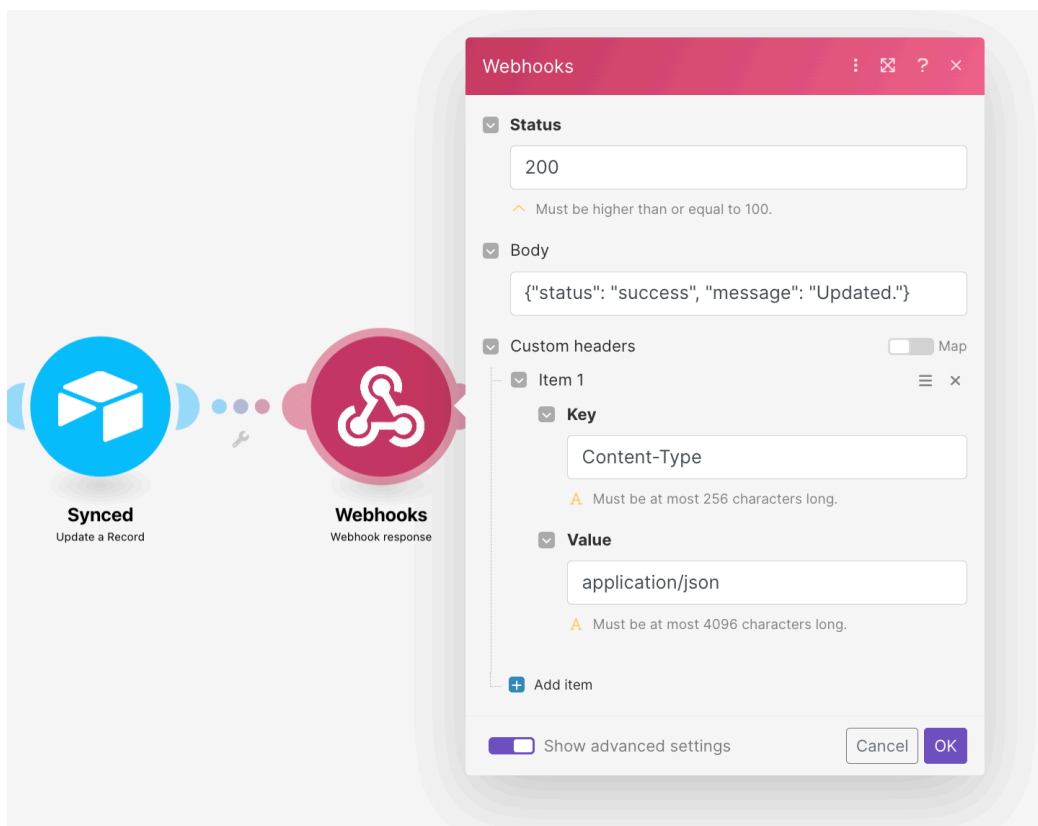 Webhooks
Status
200
Must be higher than or equal to 100.
Body
{"status": "success", "message": "Updated."}
Custom headers
Map
Item 1
Key
Content-Type
A Must be at most 256 characters long.
Value
application/json
A Must be at most 4096 characters long.
Add item
Show advanced settings
Cancel
OK
Synced
Update a Record
Webhooks
Webhook response